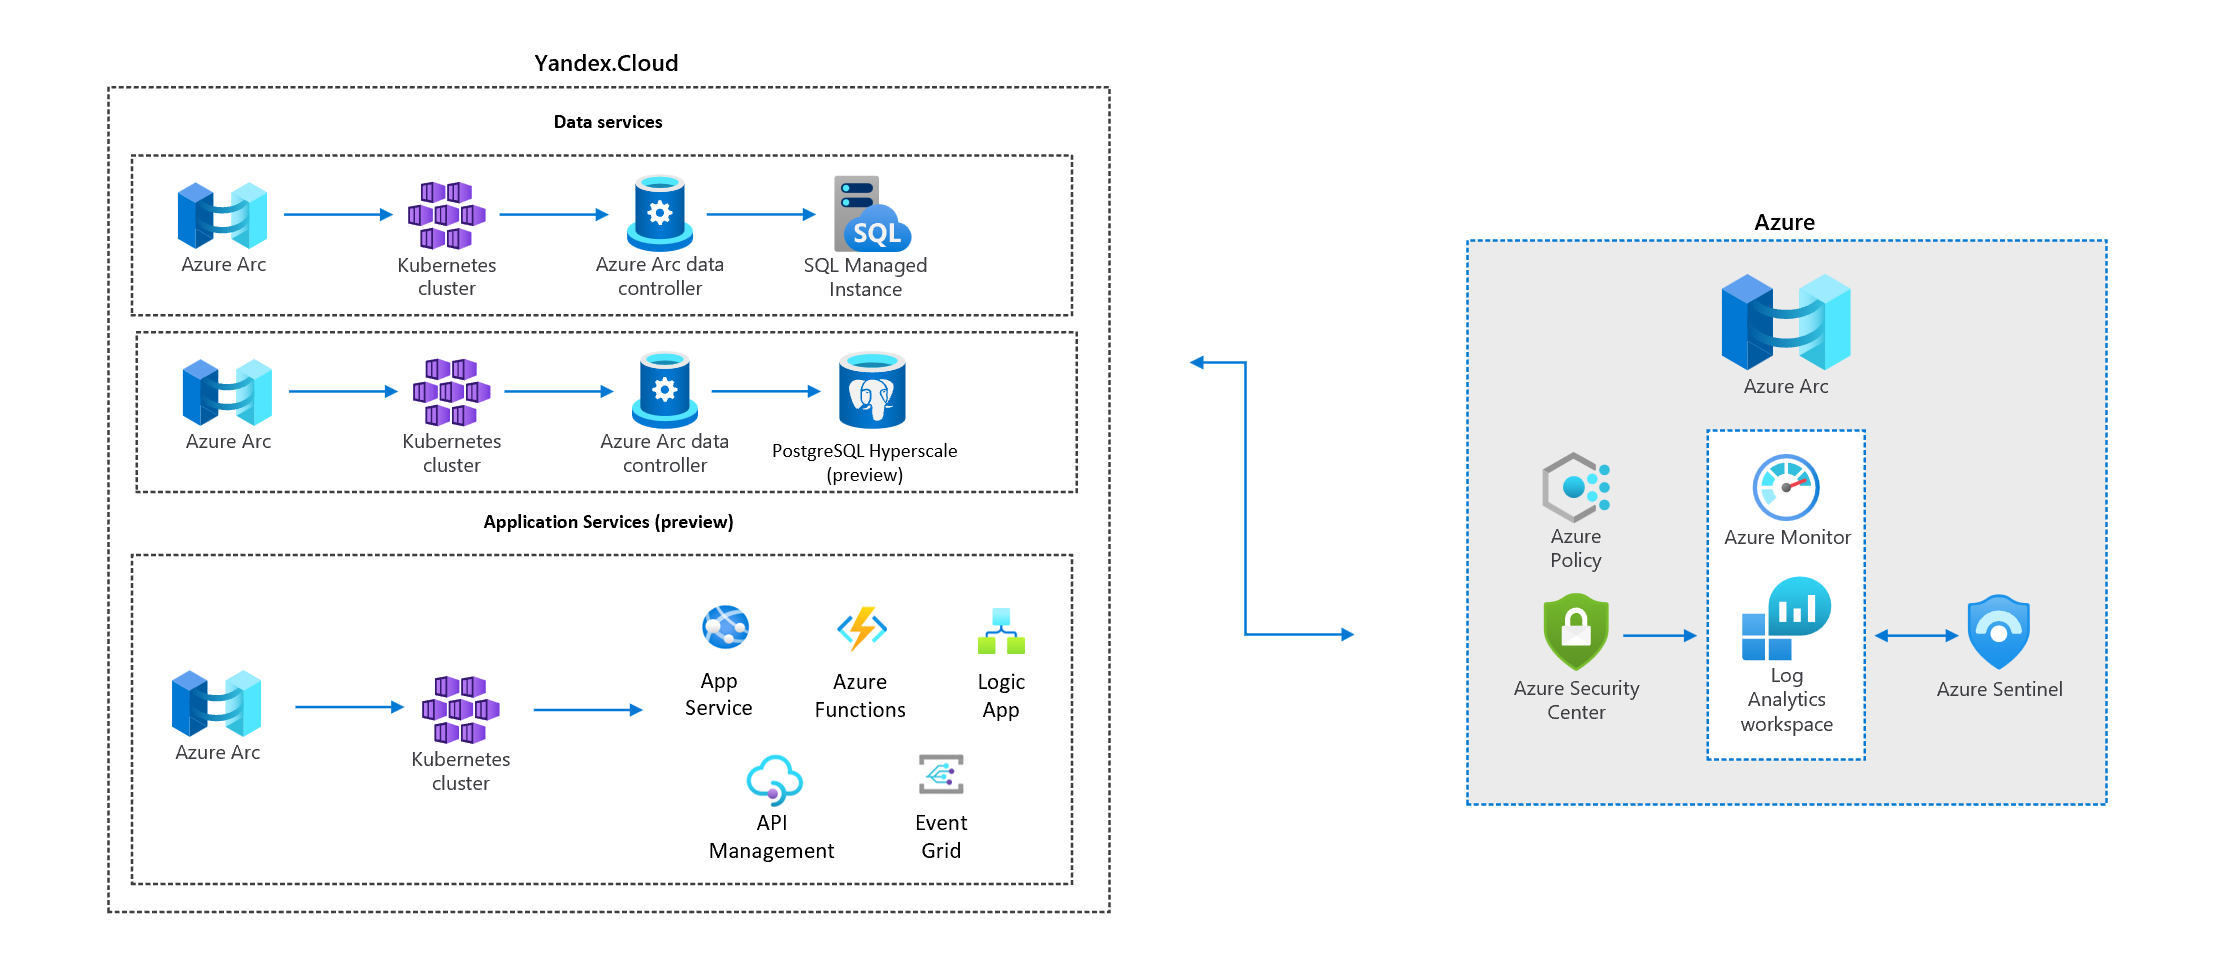 Yandex.Cloud
Data services
Azure Arc
Kubernetes
cluster
Azure Arc data
controller
SQL
SQL Managed
Instance
Azure Arc
Kubernetes
cluster
Azure Arc data
controller
PostgreSQL Hyperscale
(preview)
Application Services (preview)
Azure Arc
Kubernetes
cluster
App
Service
Azure
Functions
Logic
App
API
Management
Event
Grid
Azure
Azure Arc
Azure
Policy
Azure Monitor
Azure Security
Center
Log
Analytics
workspace
Azure Sentinel